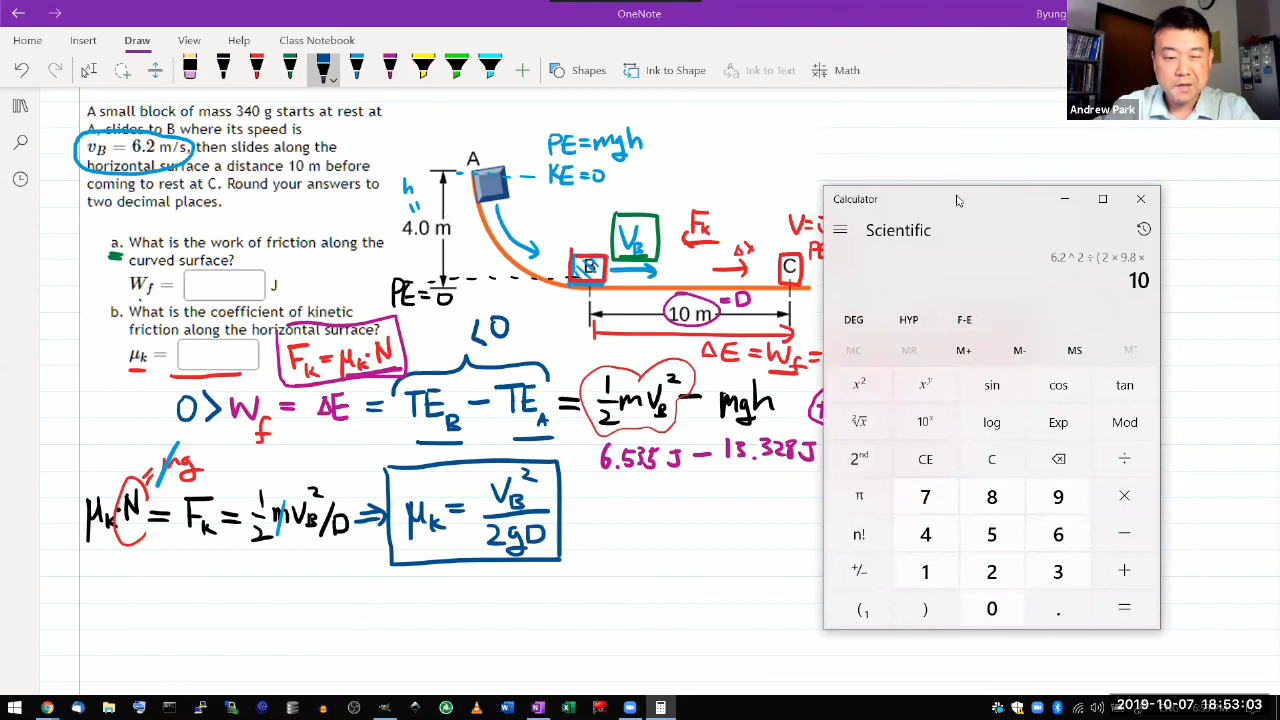 OneNote
Byung
Home Insert Draw View Help Class Notebook
Shapes Ink to Shape Ink to Text Math
Andrew Park
A small block of mass 340 g starts at rest at
A, slides to B where its speed is
v_B = 6.2 m/s, then slides along the
horizontal surface a distance 10 m before
coming to rest at C. Round your answers to
two decimal places.
a. What is the work of friction along the
curved surface?
W_f = J
b. What is the coefficient of kinetic
friction along the horizontal surface?
μ_k =
F_k = μ_k·N
A
PE=mgh
KE=0
h
"
4.0 m
PE=0
B
V_B
F_k
Δx
C
10 m =D
ΔE = W_f =
<0
0 > W_f = ΔE = TE_B - TE_A = 1/2 m V_B^2 - mgh
6.535 J - 13.328 J
=mg
μ_k·N = F_k = 1/2 m V_B^2/D ⇒ μ_k = V_B^2 / 2gD
Calculator
Scientific
6.2 ^ 2 ÷ ( 2 × 9.8 ×
10
DEG HYP F-E
MC MR M+ M- MS M˅
x² xʸ sin cos tan
²√x 10ˣ log Exp Mod
2ⁿᵈ √x CE C ÷
π 7 8 9 ×
n! 4 5 6 −
+/− 1 2 3 +
(₁ ) 0 . =
2019-10-07 18:53:03